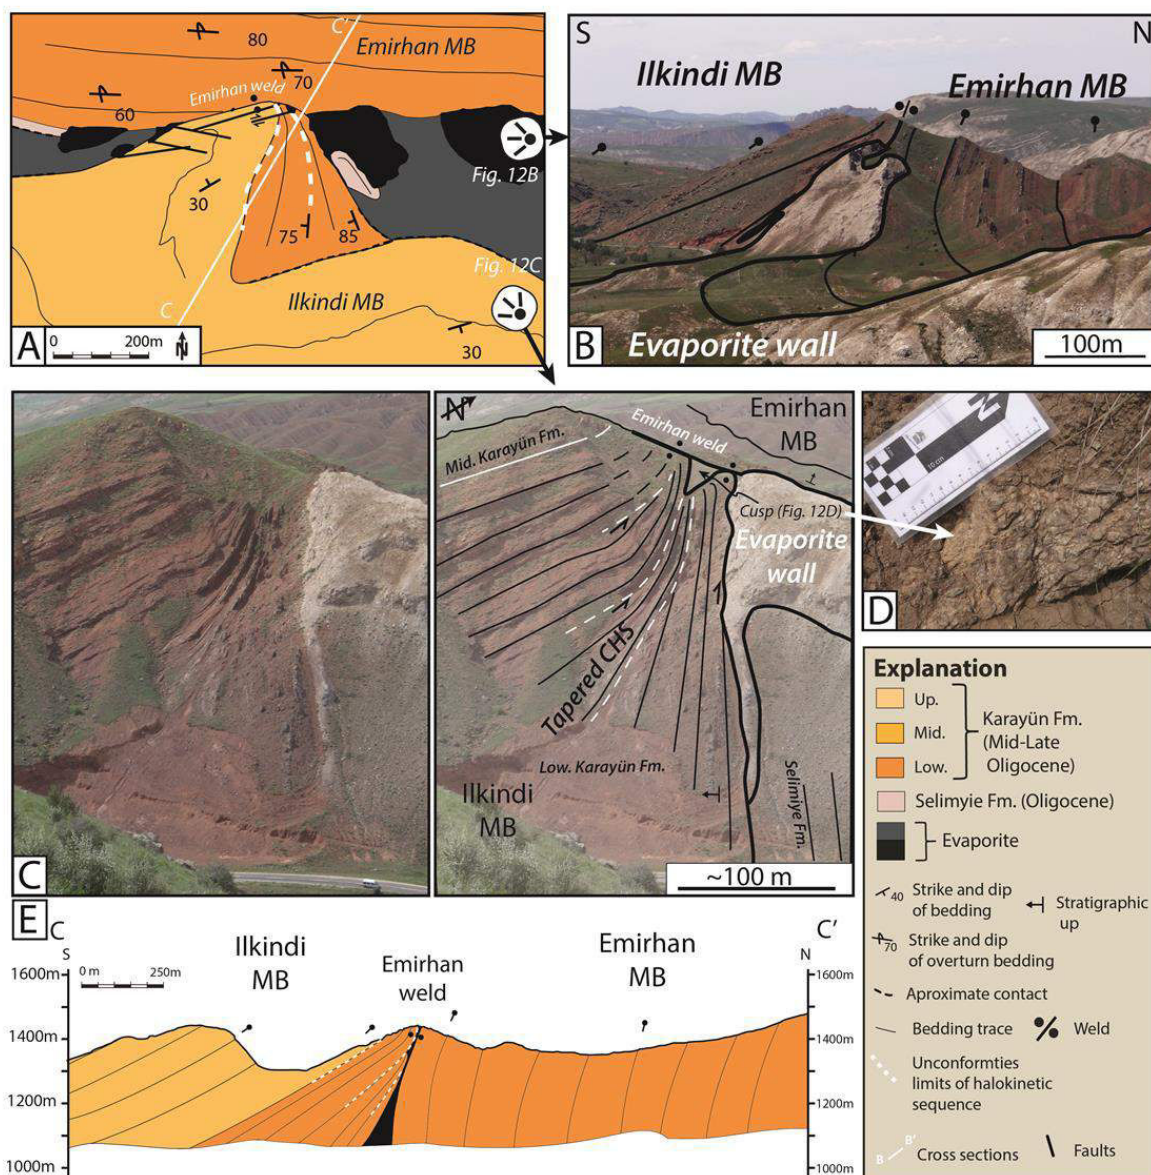 C'
80
Emirhan MB
70
Emirhan weld
60
Fig. 12B
30
75
85
Fig. 12C
C
Ilkindi MB
30
A
0
200m
N
S
N
Ilkindi MB
Emirhan MB
B
Evaporite wall
100m
C
N
Emirhan
MB
Emirhan weld
Mid. Karayün Fm.
Cusp (Fig. 12D)
Evaporite
wall
Tapered CHS
Low. Karayün Fm.
Ilkindi
MB
Selimiye Fm.
~100 m
10 cm
D
E
C
C'
S
N
0 m
250m
Ilkindi
MB
Emirhan
weld
Emirhan
MB
1600m
1400m
1200m
1000m
1600m
1400m
1200m
1000m
Explanation
Up.
Mid.
Low.
Karayün Fm.
(Mid-Late
Oligocene)
Selimyie Fm. (Oligocene)
Evaporite
40
Strike and dip
of bedding
Stratigraphic
up
70
Strike and dip
of overturn bedding
Aproximate contact
Bedding trace
Weld
Unconformties
limits of halokinetic
sequence
B
B'
Cross sections
Faults